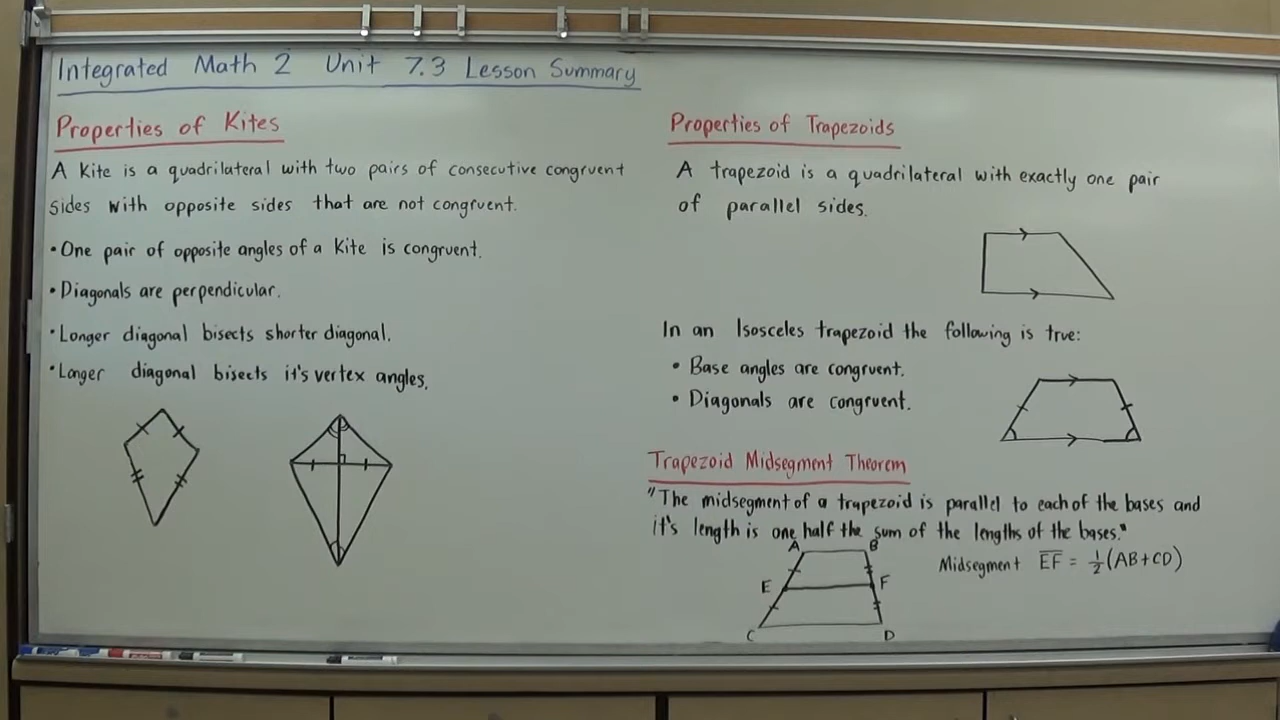 Integrated Math 2 Unit 7.3 Lesson Summary
Properties of Kites
A Kite is a quadrilateral with two pairs of consecutive congruent
sides with opposite sides that are not congruent.
• One pair of opposite angles of a Kite is congruent.
• Diagonals are perpendicular.
• Longer diagonal bisects shorter diagonal.
• Longer diagonal bisects it's vertex angles.
Properties of Trapezoids
A trapezoid is a quadrilateral with exactly one pair
of parallel sides.
In an Isosceles trapezoid the following is true:
• Base angles are congruent.
• Diagonals are congruent.
Trapezoid Midsegment Theorem
"The midsegment of a trapezoid is parallel to each of the bases and
it's length is one half the sum of the lengths of the bases."
A B
Midsegment E͞F͞ = 1/2 (AB+CD)
E F
C D